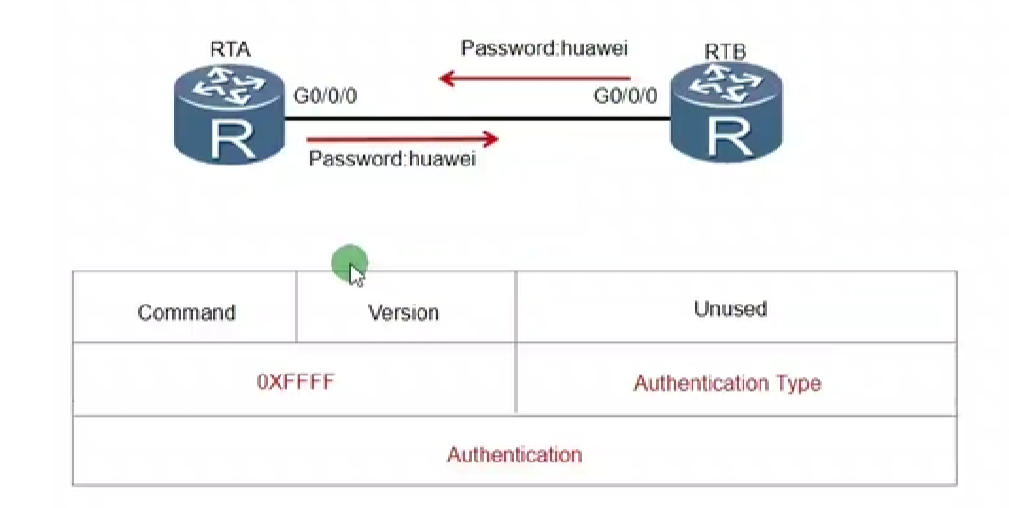 RTA
Password:huawei
RTB
G0/0/0
G0/0/0
R
R
Password:huawei
Command
Version
Unused
0XFFFF
Authentication Type
Authentication